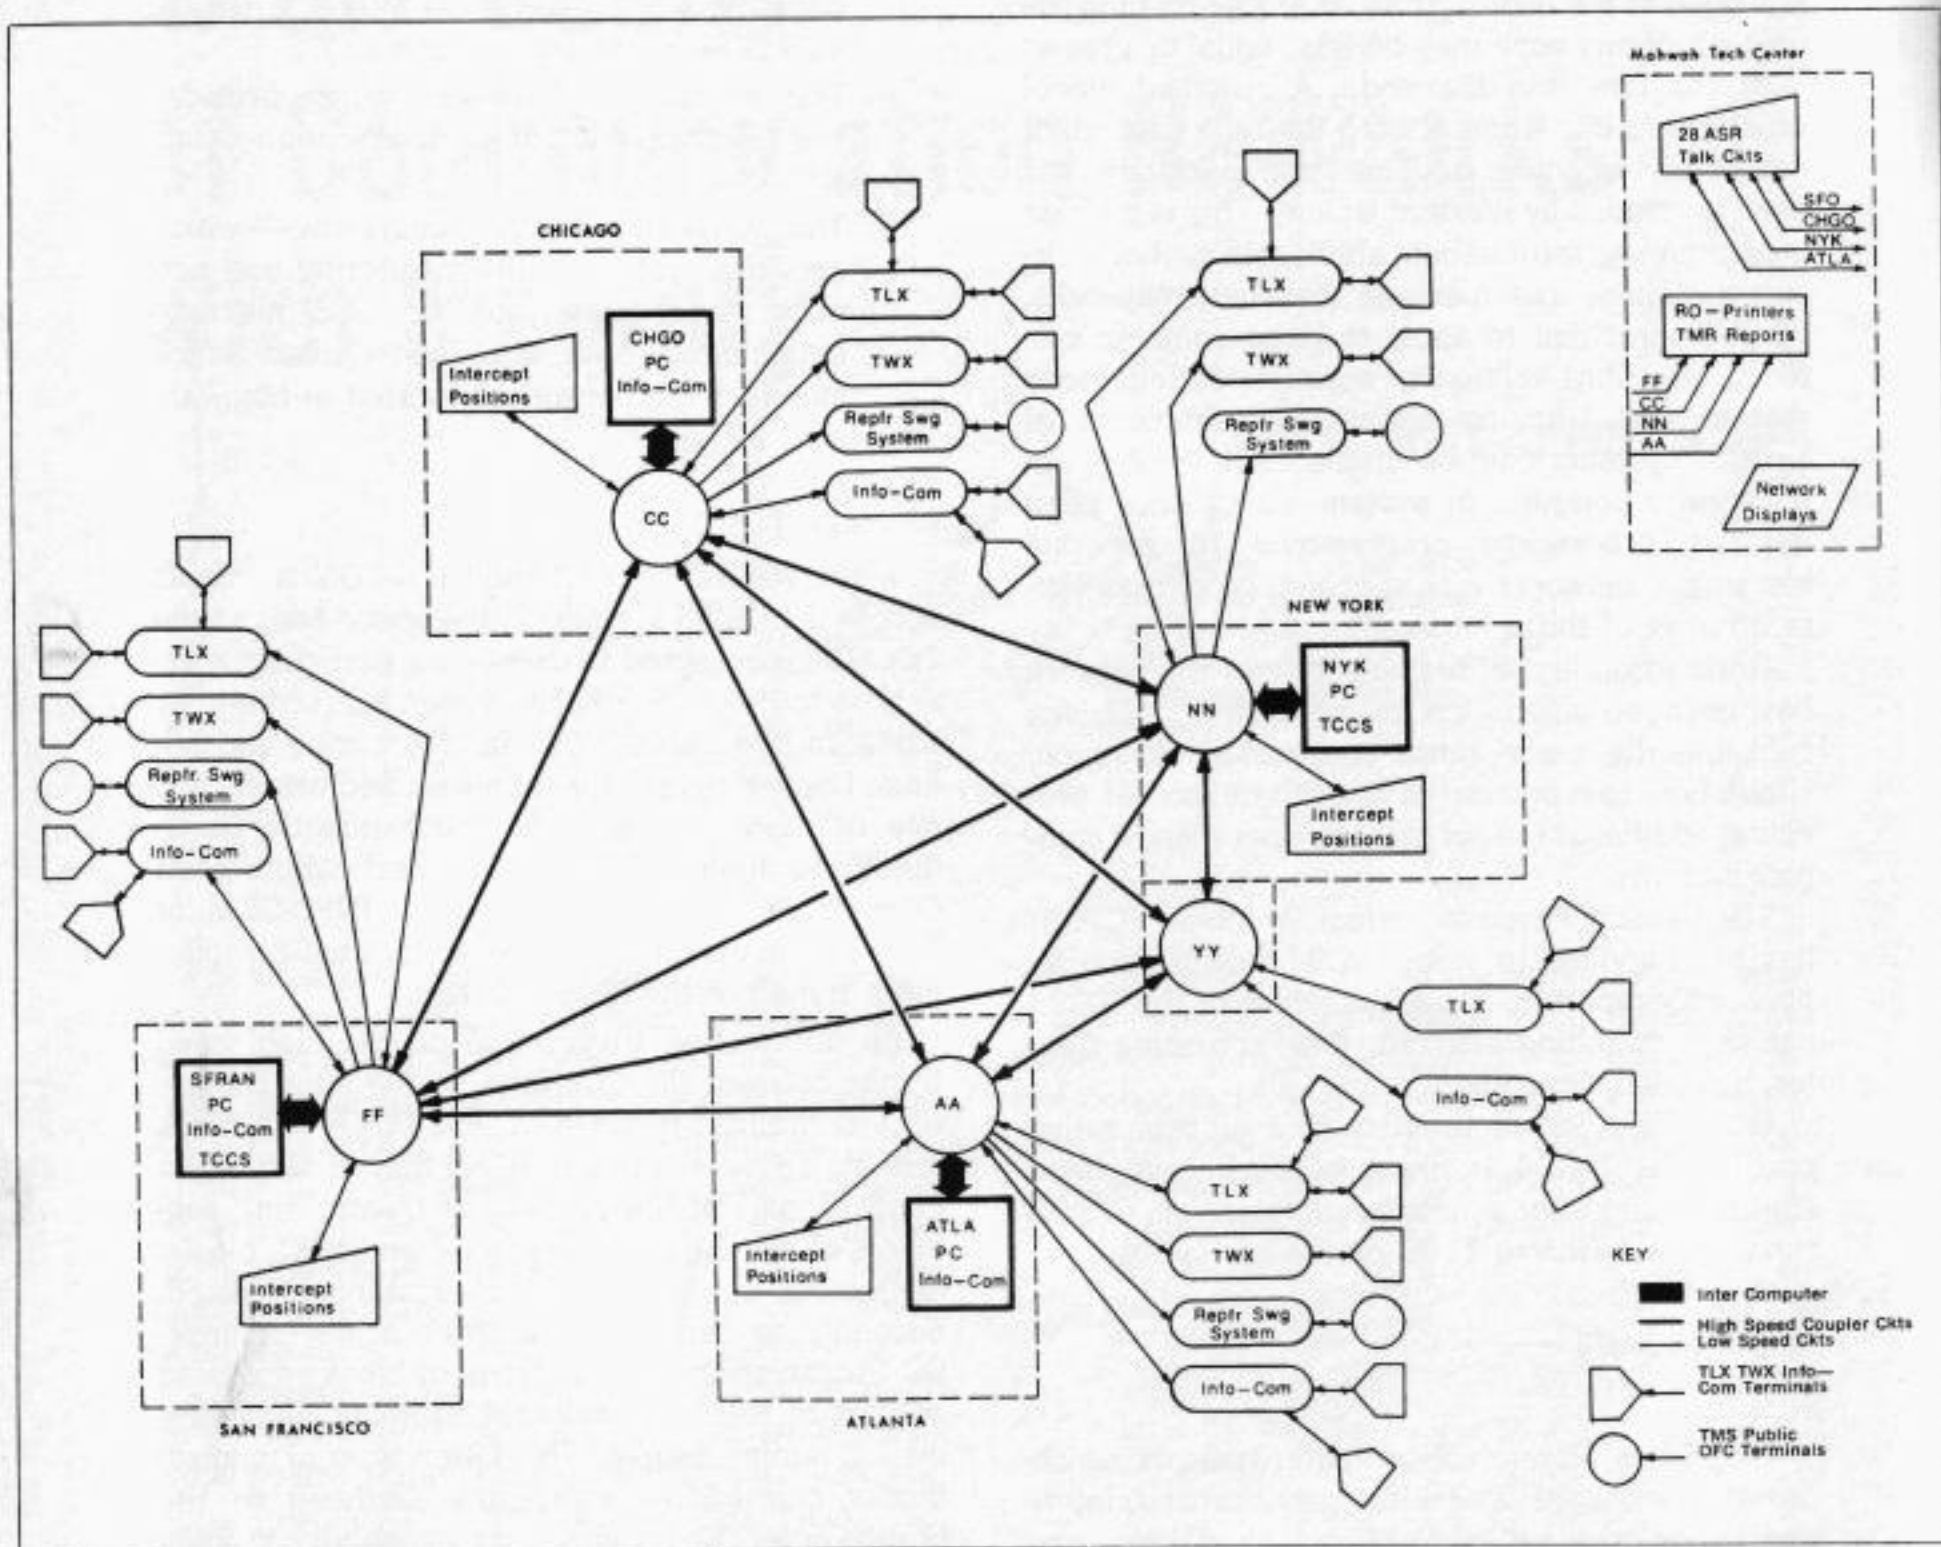 Mahwah Tech Center
28 ASR
Talk Ckts
SFO
CHGO
NYK
ATLA
RO-Printers
TMR Reports
FF
CC
NN
AA
Network
Displays
CHICAGO
CHGO
PC
Info-Com
Intercept
Positions
CC
TLX
TWX
Repfr Swg
System
Info-Com
TLX
TWX
Repfr Swg
System
NEW YORK
NN
NYK
PC
TCCS
Intercept
Positions
YY
TLX
Info-Com
TLX
TWX
Repfr. Swg
System
Info-Com
SFRAN
PC
Info-Com
TCCS
FF
Intercept
Positions
SAN FRANCISCO
AA
ATLA
PC
Info-Com
Intercept
Positions
ATLANTA
TLX
TWX
Repfr Swg
System
Info-Com
KEY
Inter Computer
High Speed Coupler Ckts
Low Speed Ckts
TLX TWX Info-
Com Terminals
TMS Public
OFC Terminals